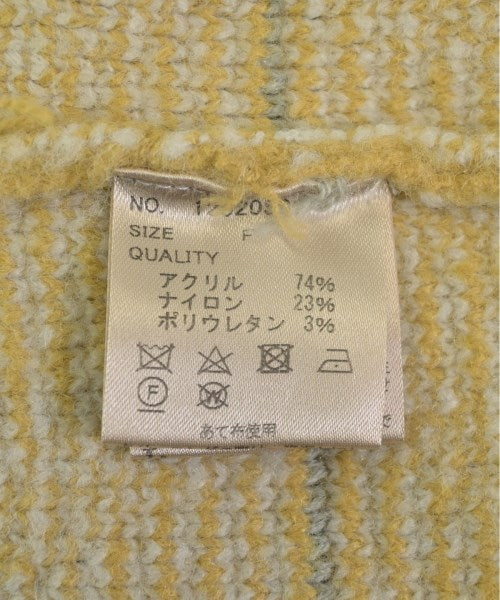 NO.
SIZE F
QUALITY
アクリル 74%
ナイロン 23%
ポリウレタン 3%
F
W
あて布使用
で